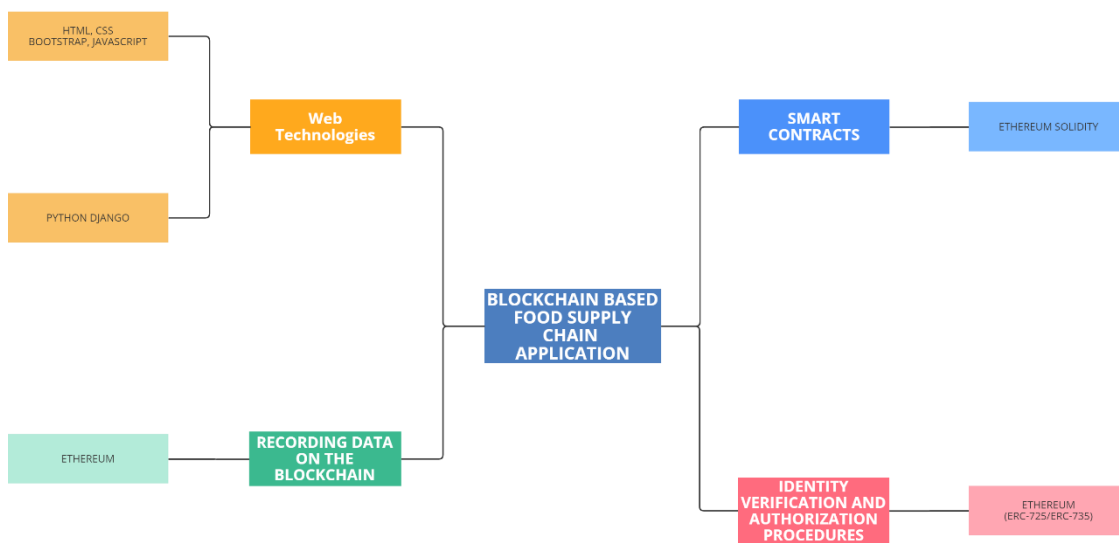 HTML, CSS
BOOTSTRAP, JAVASCRIPT
Web
Technologies
PYTHON DJANGO
BLOCKCHAIN BASED
FOOD SUPPLY
CHAIN
APPLICATION
ETHEREUM
RECORDING DATA
ON THE
BLOCKCHAIN
SMART
CONTRACTS
ETHEREUM SOLIDITY
IDENTITY
VERIFICATION AND
AUTHORIZATION
PROCEDURES
ETHEREUM
(ERC-725/ERC-735)